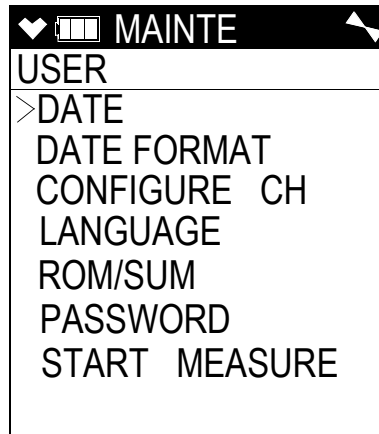 MAINTE
USER
>DATE
DATE FORMAT
CONFIGURE CH
LANGUAGE
ROM/SUM
PASSWORD
START MEASURE